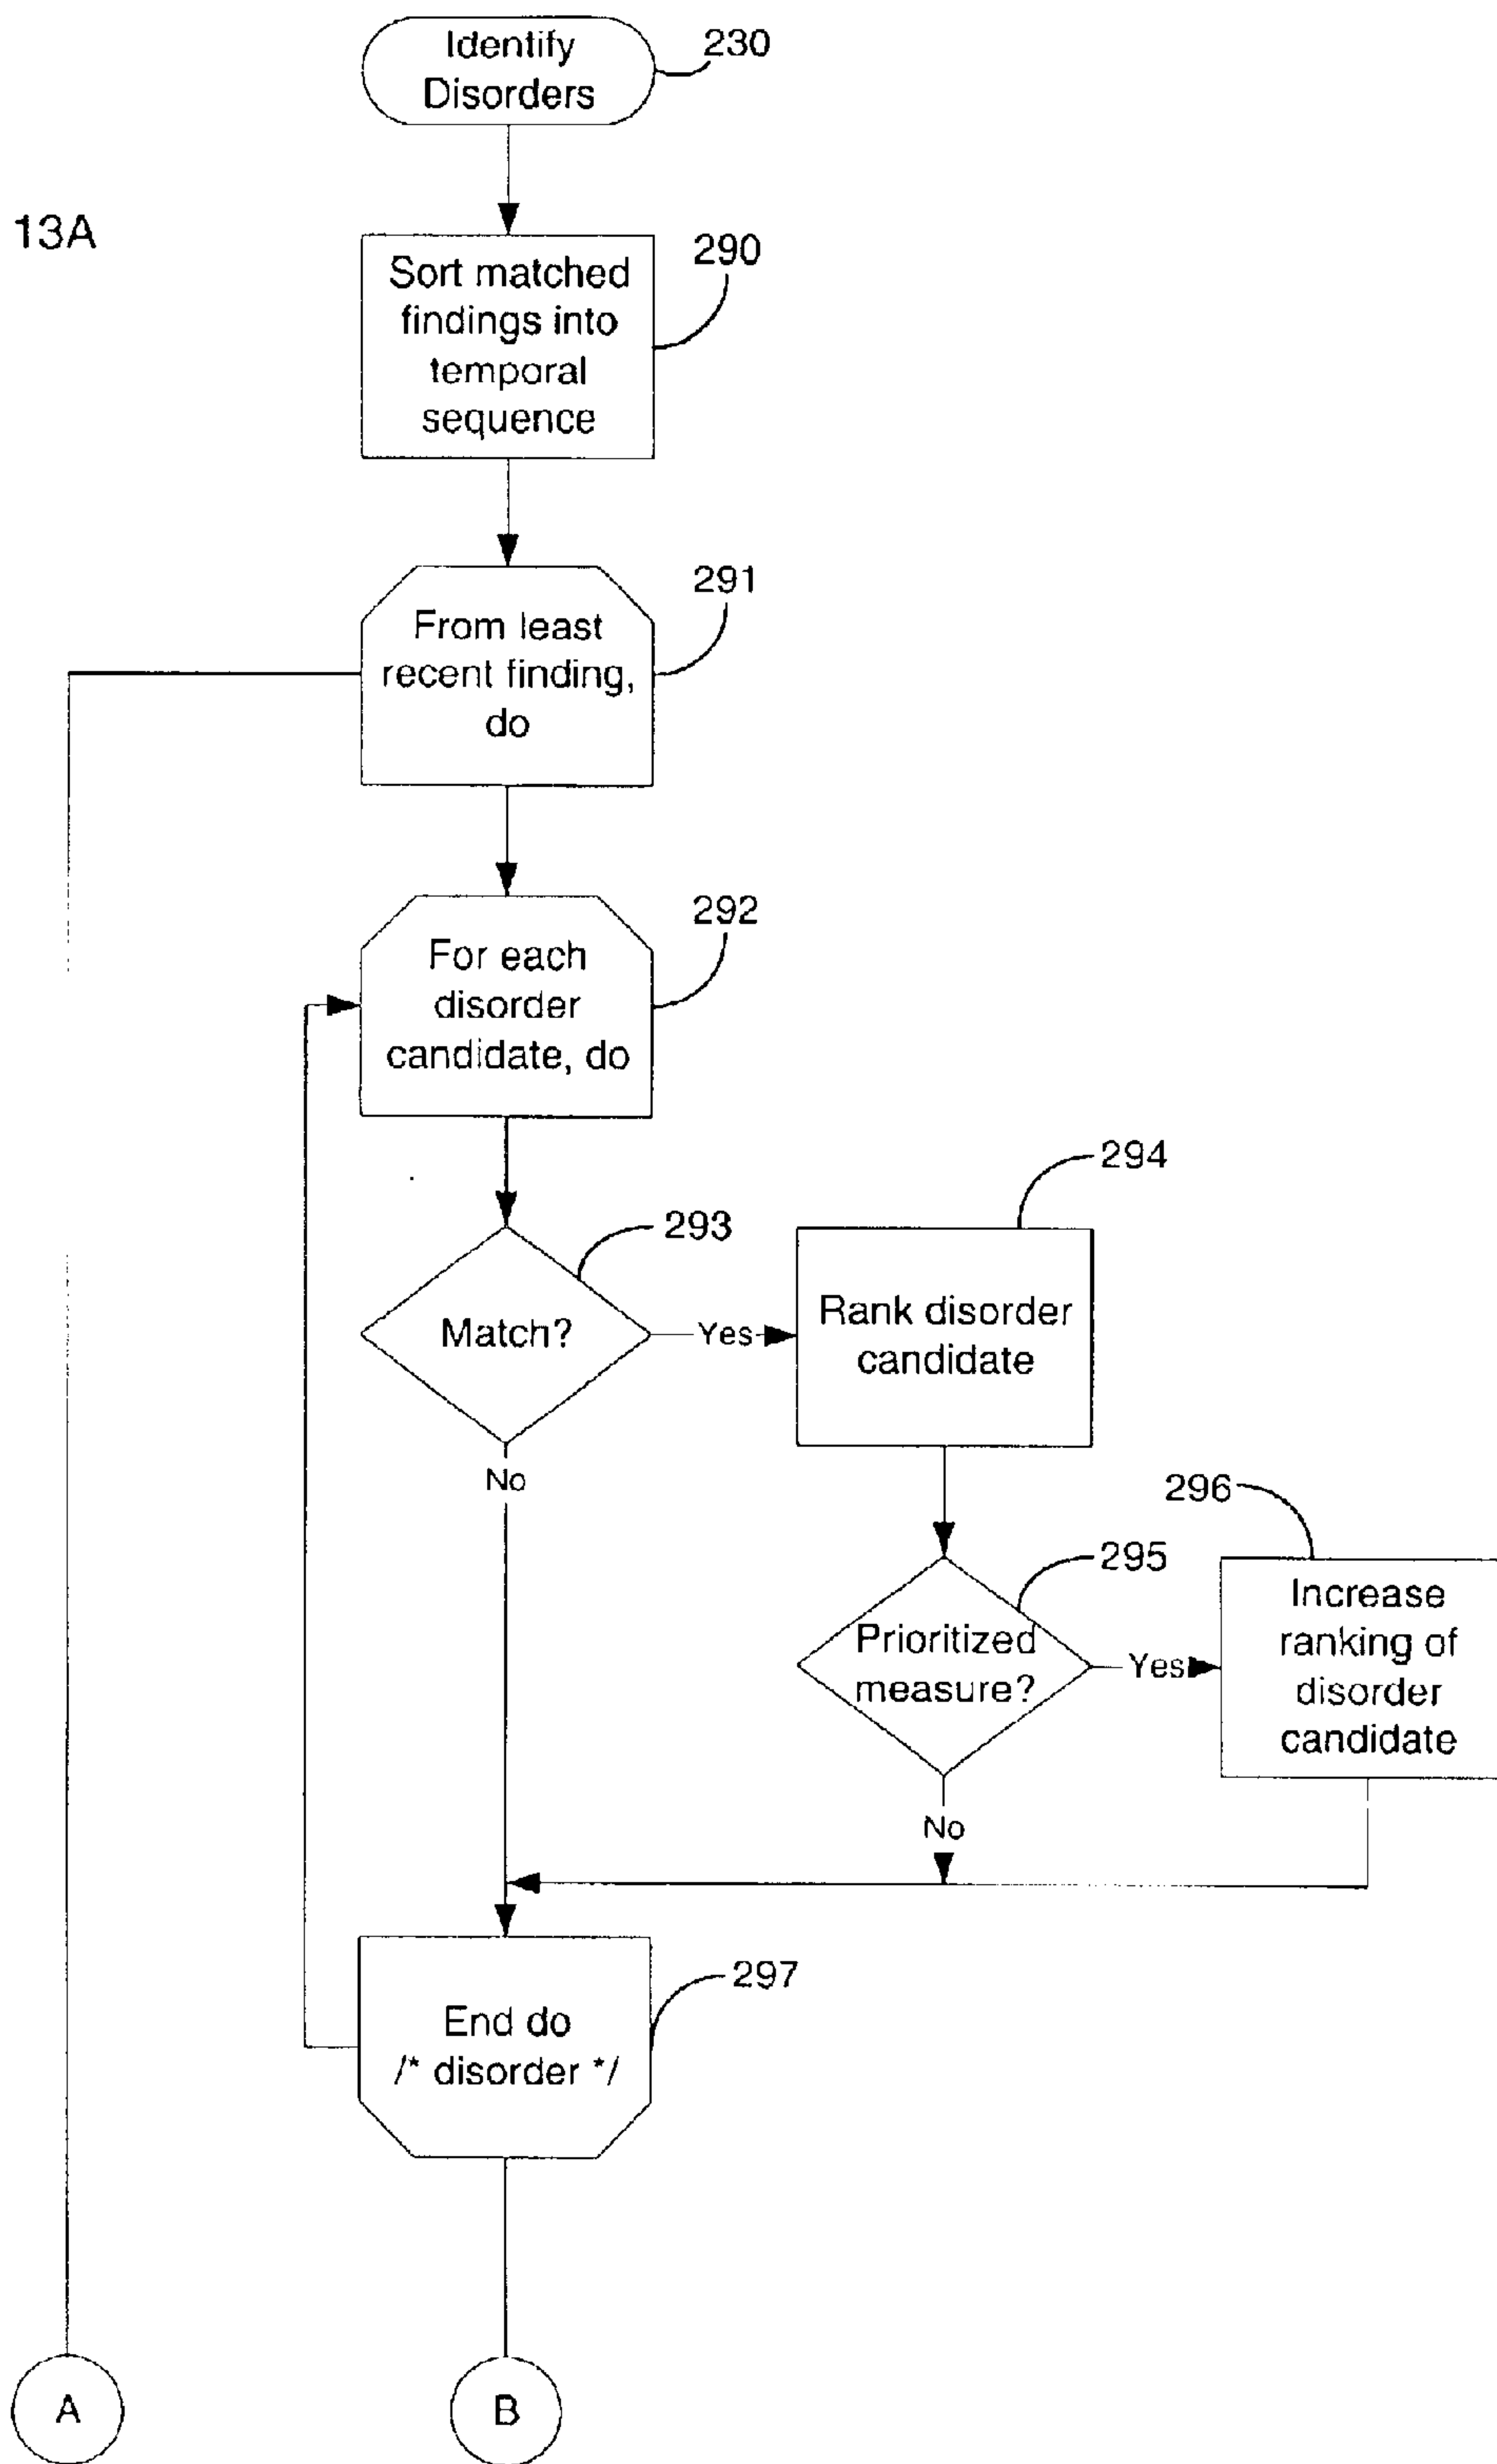 Identify
Disorders
230
13A
Sort matched
findings into
temporal
sequence
290
From least
recent finding,
do
291
For each
disorder
candidate, do
292
Match?
293
Yes
No
Rank disorder
candidate
294
Prioritized
measure?
295
Yes
No
Increase
ranking of
disorder
candidate
296
End do
/* disorder */
297
A
B